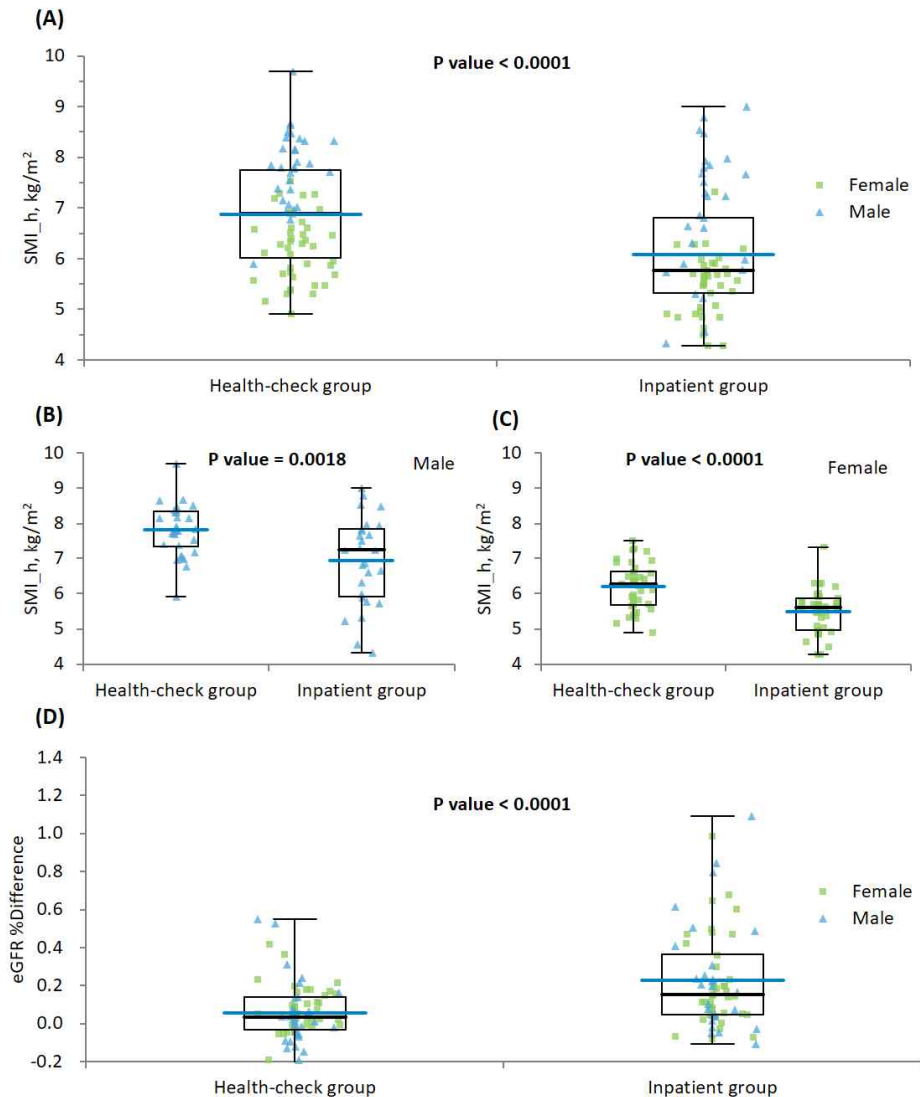 (A)
P value < 0.0001
SMI_h, kg/m²
10
9
8
7
6
5
4
Female
Male
Health-check group
Inpatient group
(B)
P value = 0.0018
Male
SMI_h, kg/m²
10
9
8
7
6
5
4
Health-check group
Inpatient group
(C)
P value < 0.0001
Female
SMI_h, kg/m²
10
9
8
7
6
5
4
Health-check group
Inpatient group
(D)
P value < 0.0001
eGFR %Difference
1.4
1.2
1.0
0.8
0.6
0.4
0.2
0.0
-0.2
Female
Male
Health-check group
Inpatient group